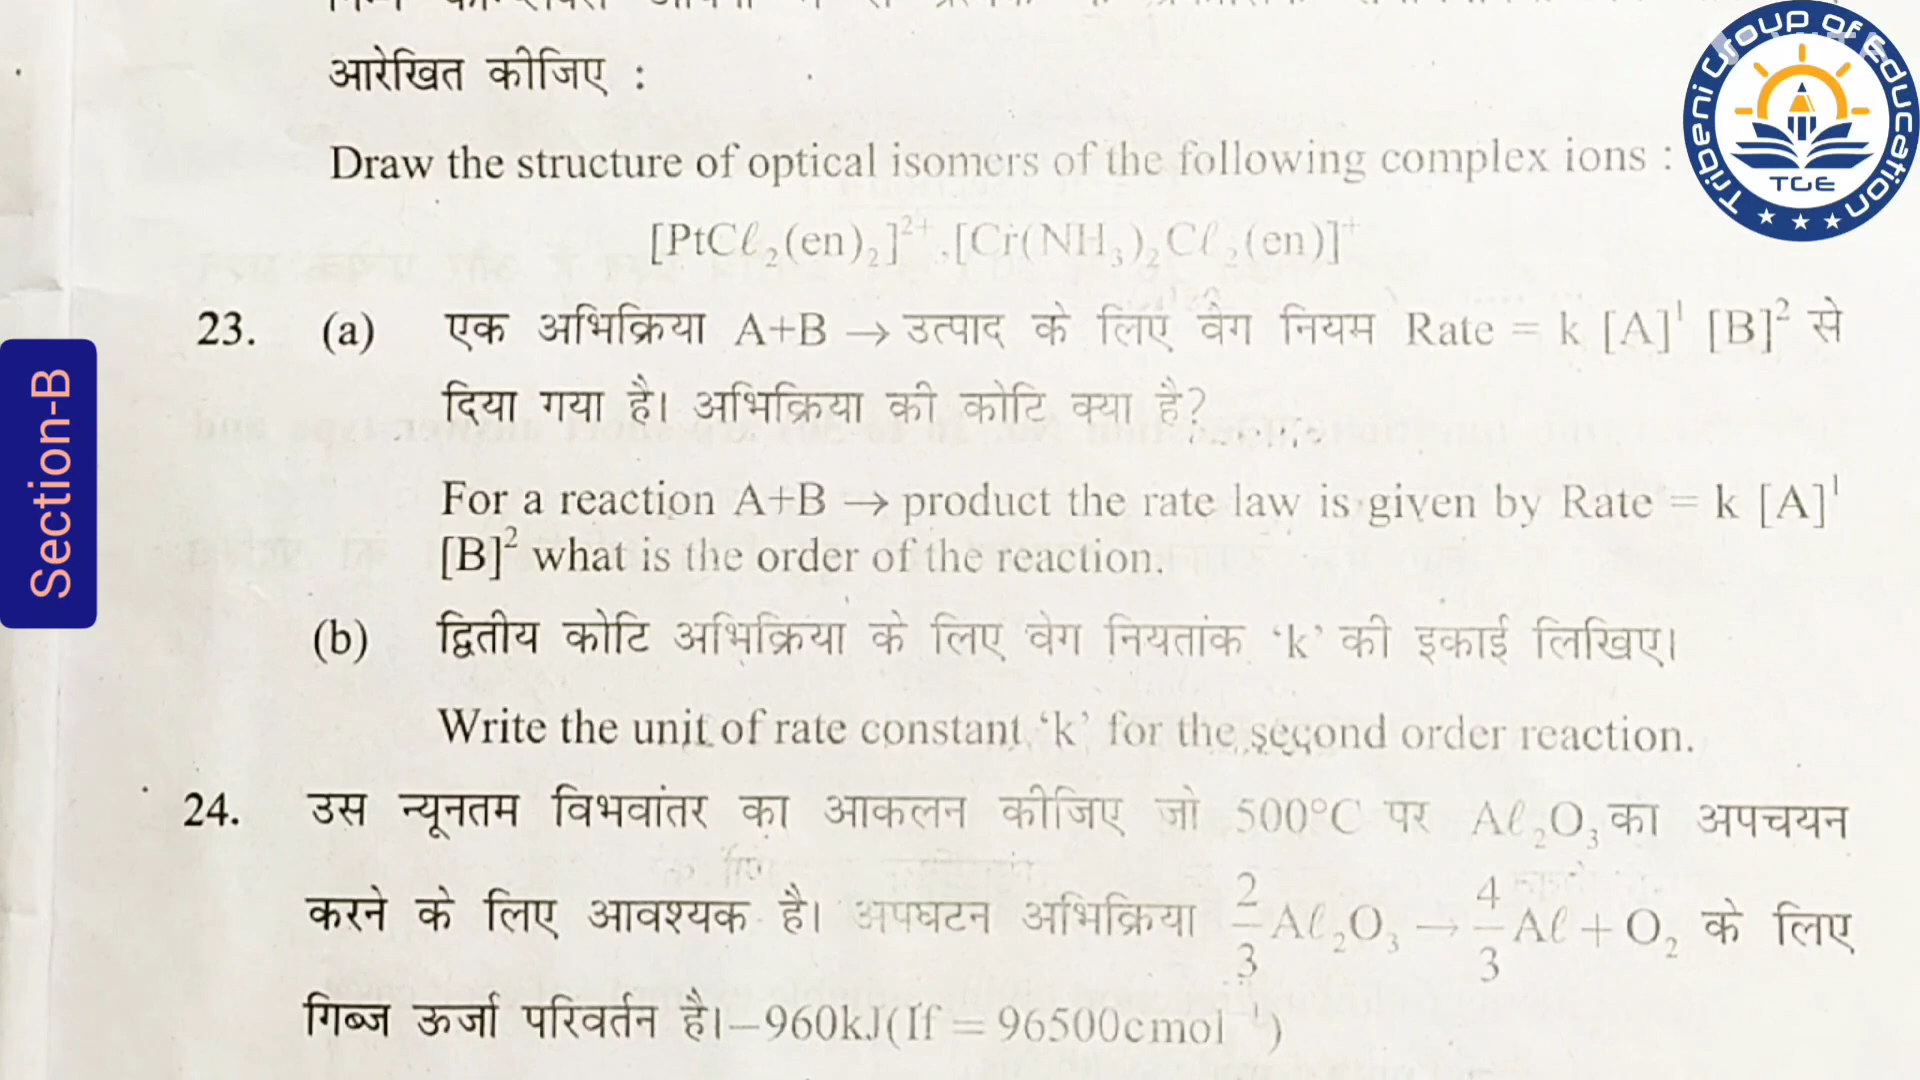 आरेखित कीजिए :
Draw the structure of optical isomers of the following complex ions :
[PtCℓ₂(en)₂]²⁺,[Cr(NH₃)₂Cℓ₂(en)]⁺
23. (a) एक अभिक्रिया A+B → उत्पाद के लिए वेग नियम Rate = k [A]¹ [B]² से
दिया गया है। अभिक्रिया की कोटि क्या है?
For a reaction A+B → product the rate law is given by Rate = k [A]¹
[B]² what is the order of the reaction.
(b) द्वितीय कोटि अभिक्रिया के लिए वेग नियतांक ‘k’ की इकाई लिखिए।
Write the unit of rate constant ‘k’ for the second order reaction.
24. उस न्यूनतम विभवांतर का आकलन कीजिए जो 500°C पर Aℓ₂O₃ का अपचयन
करने के लिए आवश्यक है। अपघटन अभिक्रिया 2/3 Aℓ₂O₃ → 4/3 Aℓ + O₂ के लिए
गिब्ज ऊर्जा परिवर्तन है।–960kJ(If = 96500cmol⁻¹)
Section-B
Tribeni Group of Education
TGE